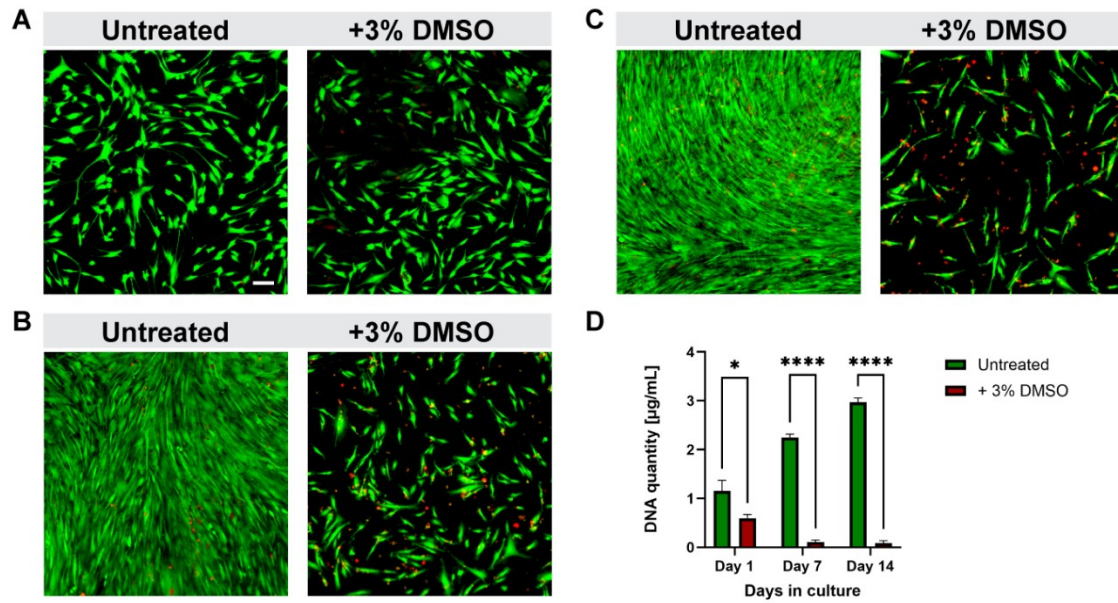 A
Untreated
+3% DMSO
B
Untreated
+3% DMSO
C
Untreated
+3% DMSO
D
DNA quantity [µg/mL]
4
3
2
1
0
*
****
****
Day 1
Day 7
Day 14
Days in culture
Untreated
+ 3% DMSO